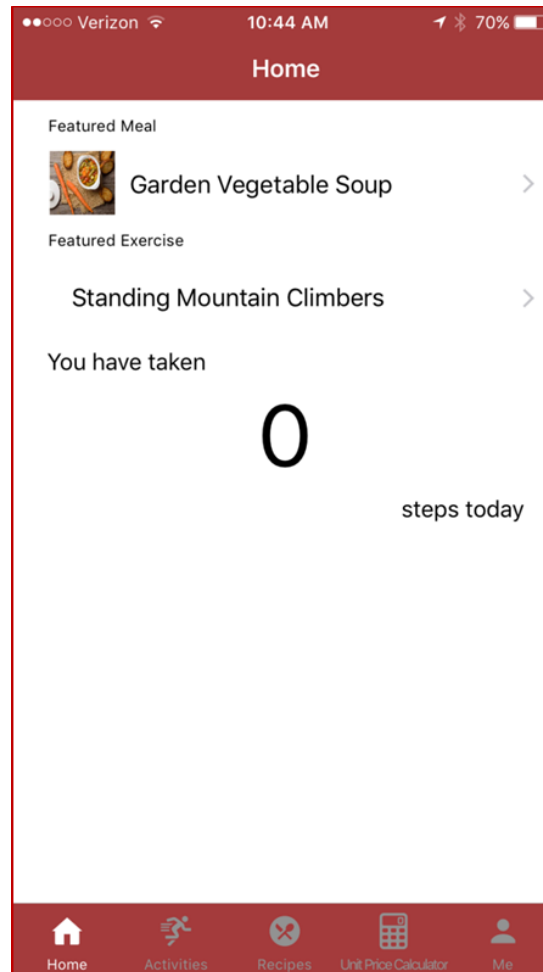 Verizon 10:44 AM 70%
Home
Featured Meal
Garden Vegetable Soup
Featured Exercise
Standing Mountain Climbers
You have taken
0
steps today
Home Activities Recipes Unit Price Calculator Me